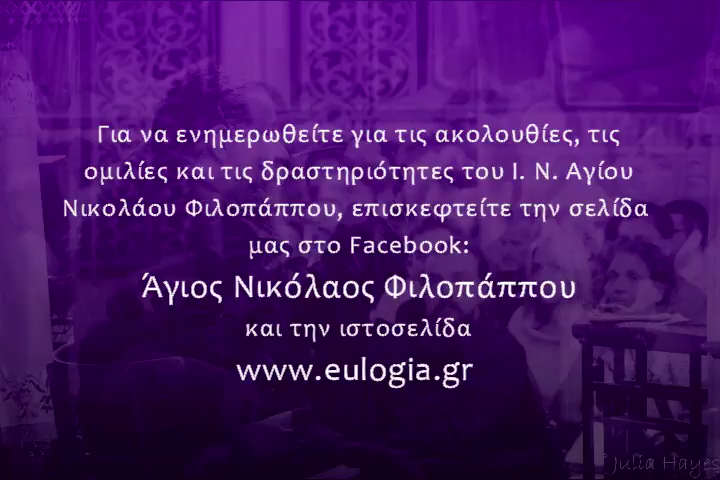 Για να ενημερωθείτε για τις ακολουθίες, τις
ομιλίες και τις δραστηριότητες του Ι. Ν. Αγίου
Νικολάου Φιλοπάππου, επισκεφτείτε την σελίδα
μας στο Facebook:
Άγιος Νικόλαος Φιλοπάππου
και την ιστοσελίδα
www.eulogia.gr
Julia Hayes